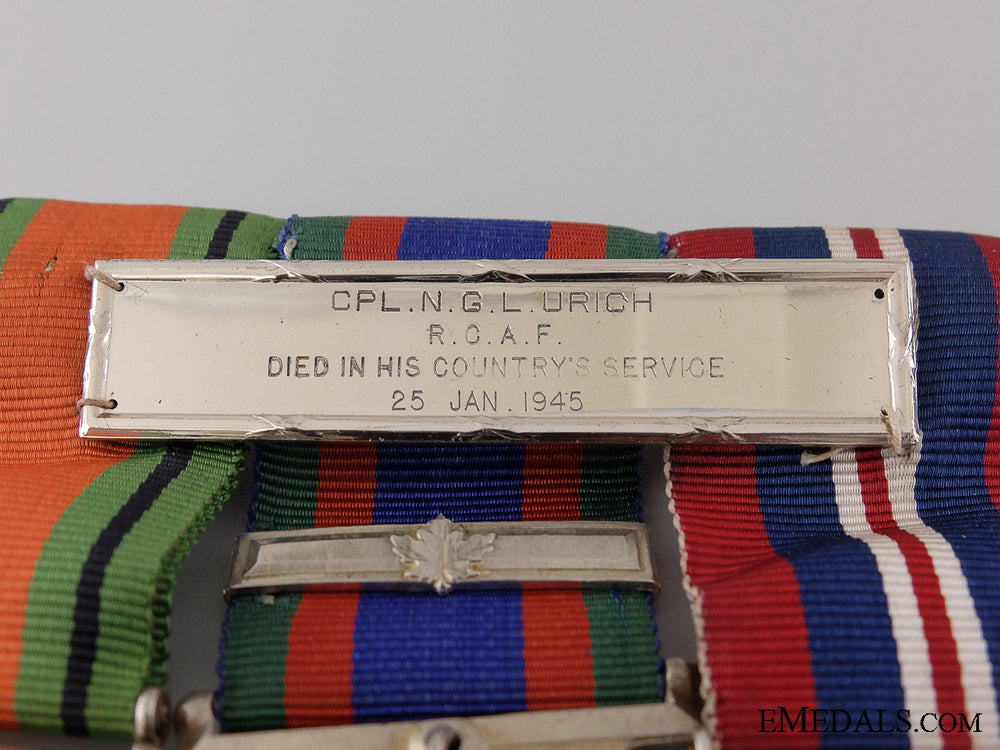 CPL.N.G.L.URICH
R.C.A.F.
DIED IN HIS COUNTRY'S SERVICE
25 JAN.1945
EMEDALS.COM